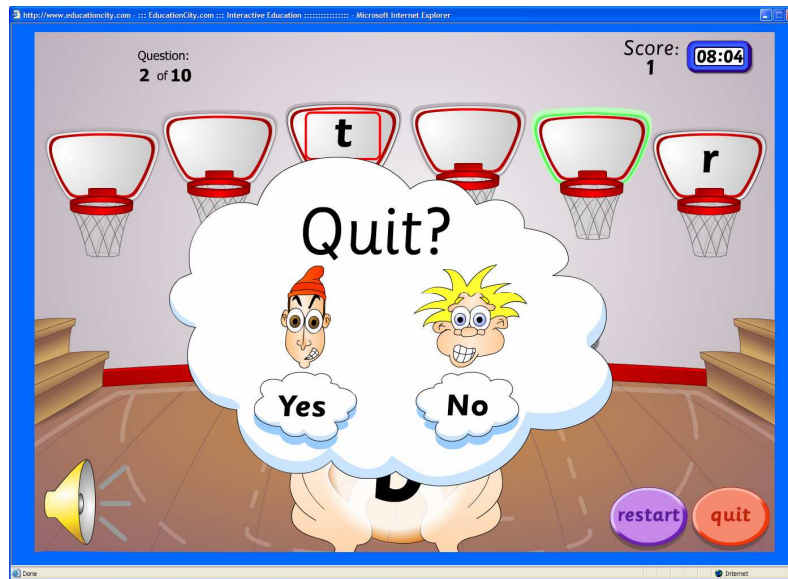 http://www.educationcity.com - ::: EducationCity.com ::: Interactive Education :::::::::::::::: - Microsoft Internet Explorer
Question:
2 of 10
Score:
1
08:04
t
r
Quit?
Yes
No
restart
quit
Done
Internet